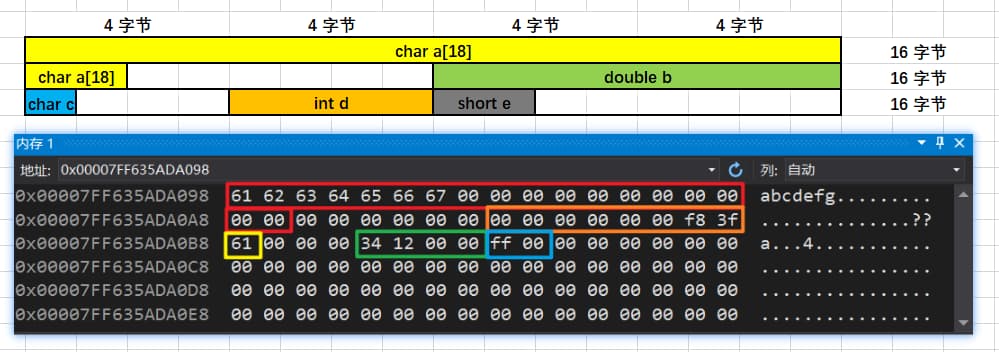 4 字节 4 字节 4 字节 4 字节
char a[18] 16 字节
char a[18] double b 16 字节
char c int d short e 16 字节
内存 1
地址: 0x00007FF635ADA098 列: 自动
0x00007FF635ADA098 61 62 63 64 65 66 67 00 00 00 00 00 00 00 00 00 abcdefg.........
0x00007FF635ADA0A8 00 00 00 00 00 00 00 00 00 00 00 00 00 00 f8 3f ..............??
0x00007FF635ADA0B8 61 00 00 00 34 12 00 00 ff 00 00 00 00 00 00 00 a...4...........
0x00007FF635ADA0C8 00 00 00 00 00 00 00 00 00 00 00 00 00 00 00 00 ................
0x00007FF635ADA0D8 00 00 00 00 00 00 00 00 00 00 00 00 00 00 00 00 ................
0x00007FF635ADA0E8 00 00 00 00 00 00 00 00 00 00 00 00 00 00 00 00 ................